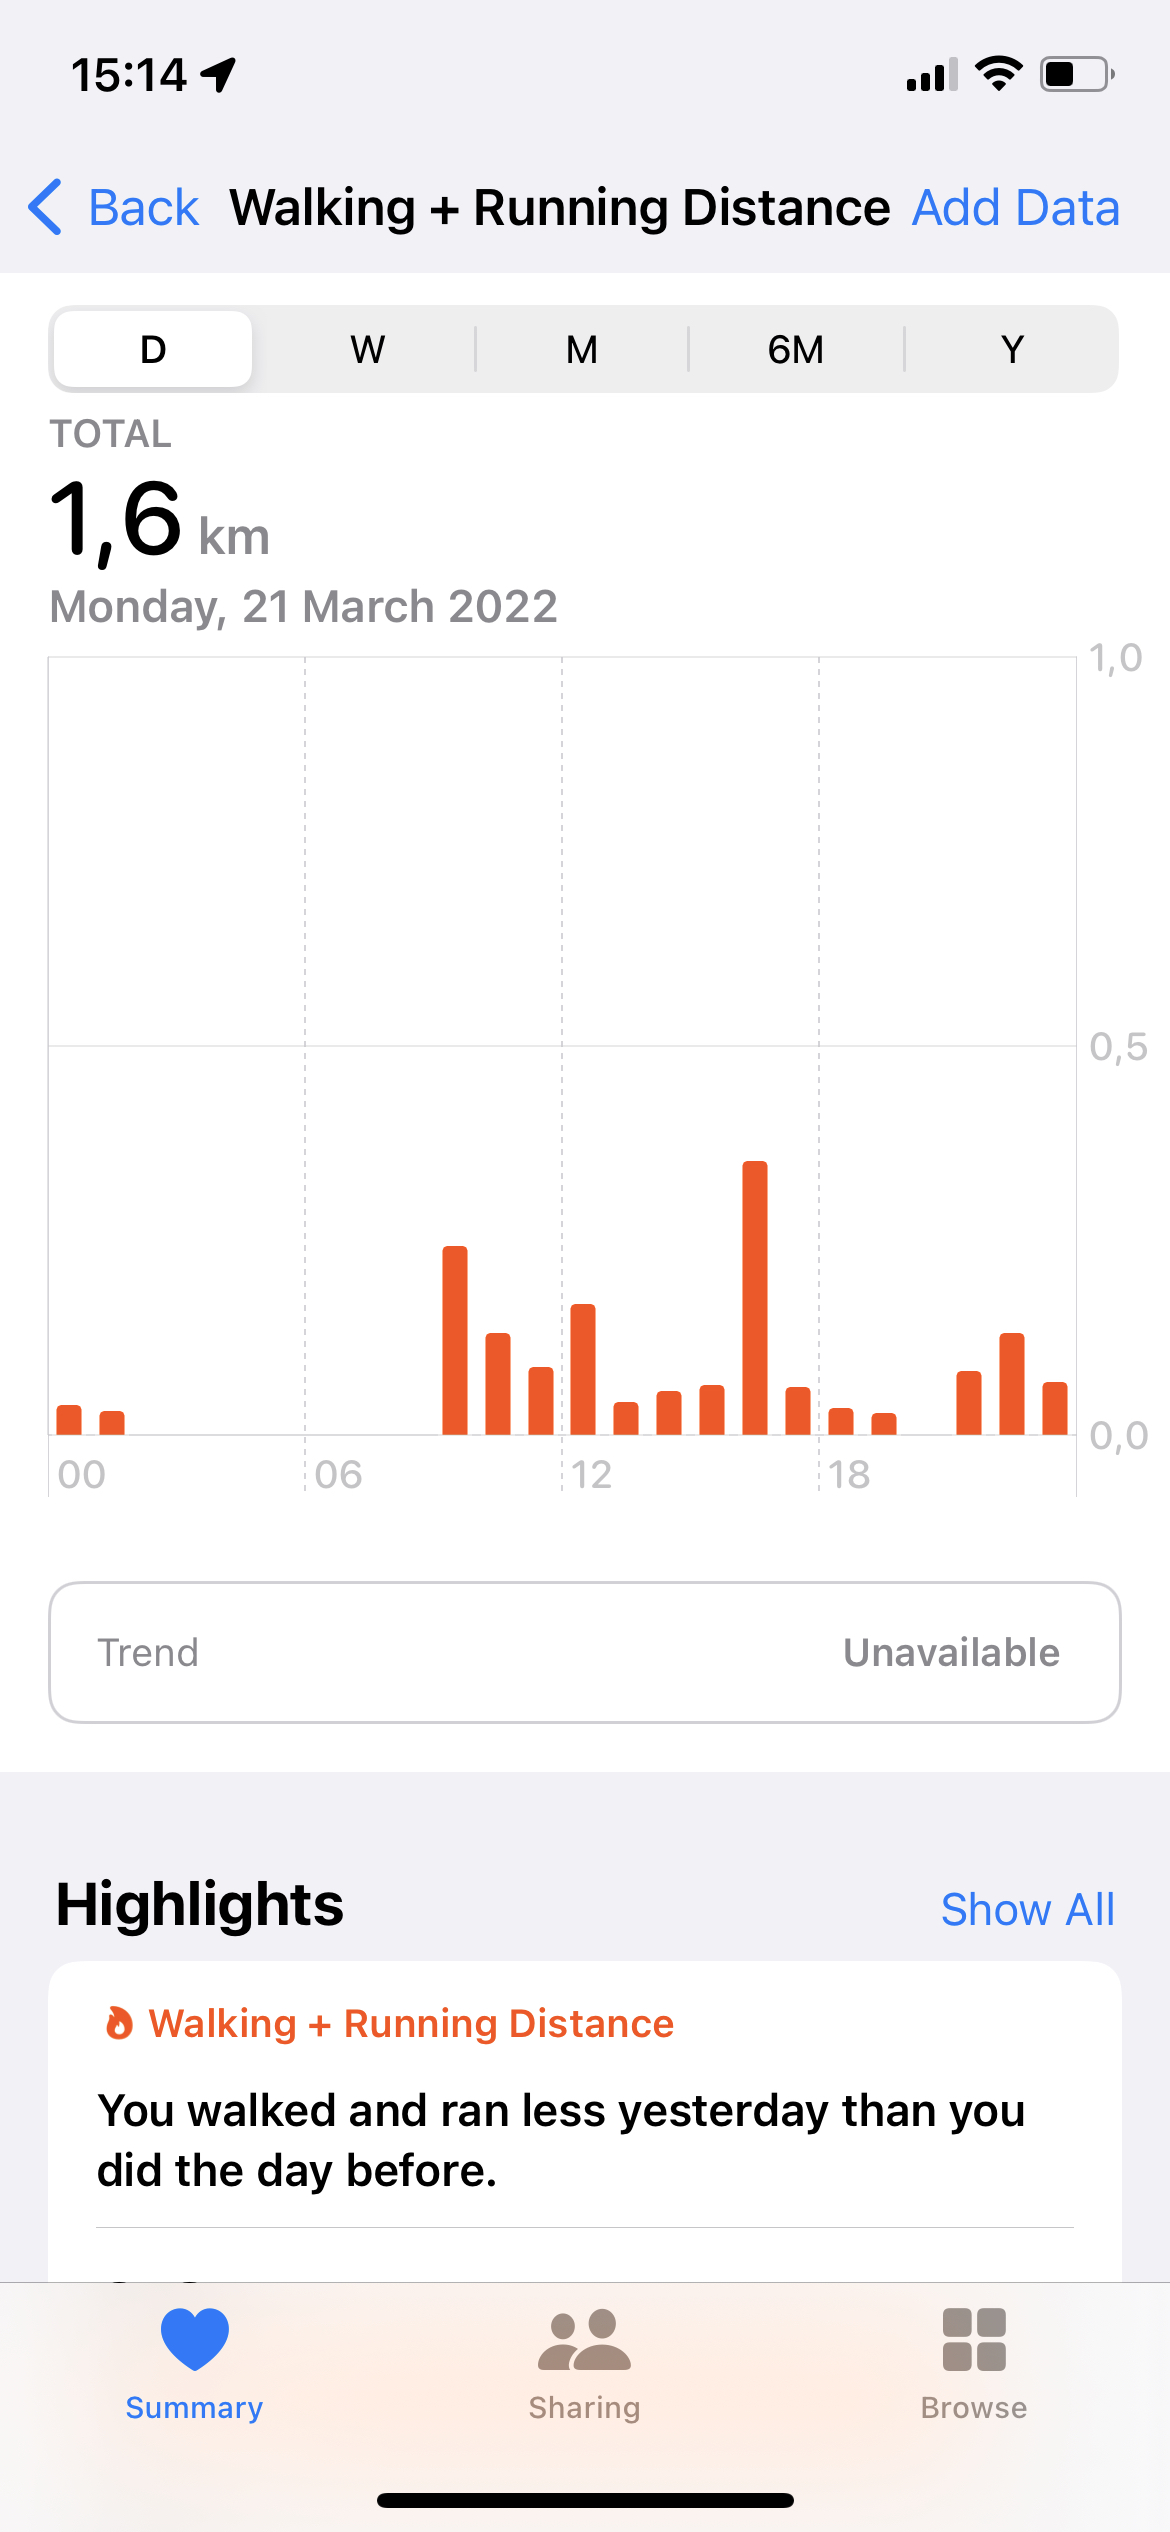 15:14
Back Walking + Running Distance Add Data
D W M 6M Y
TOTAL
1,6 km
Monday, 21 March 2022
1,0
0,5
0,0
00 06 12 18
Trend Unavailable
Highlights Show All
Walking + Running Distance
You walked and ran less yesterday than you
did the day before.
Summary Sharing Browse